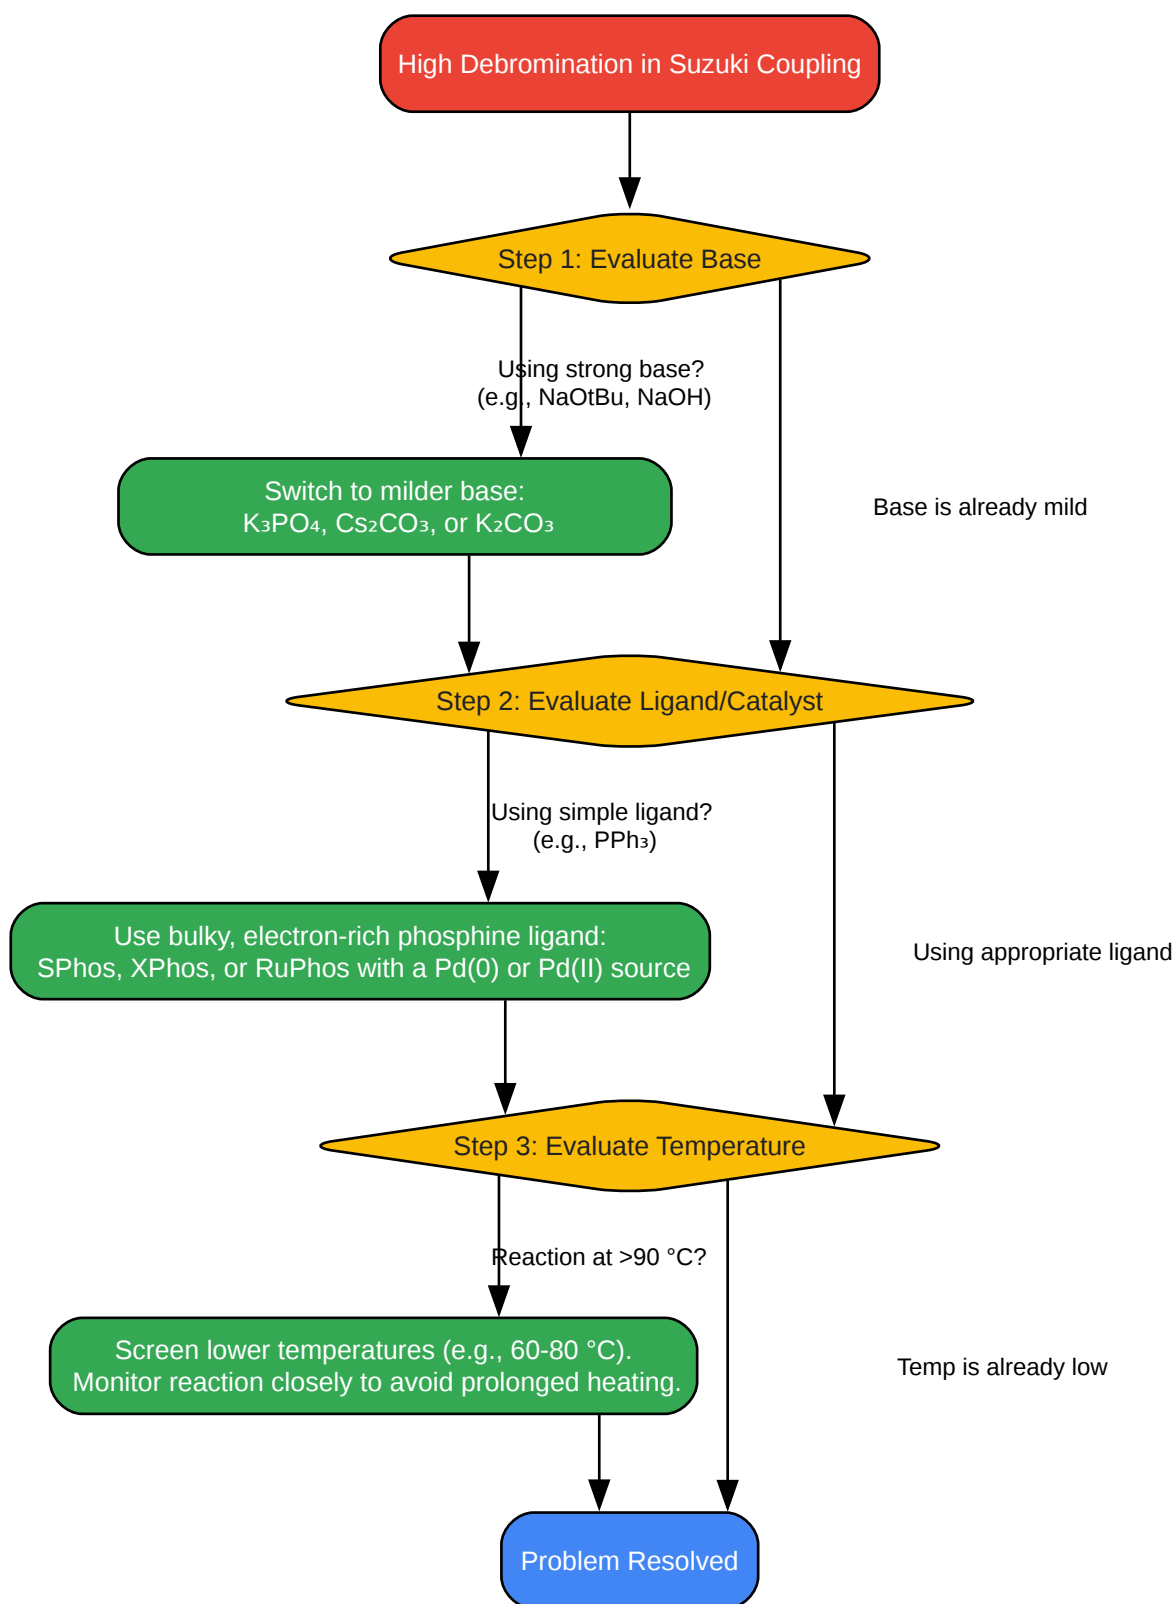 High Debromination in Suzuki Coupling
Step 1: Evaluate Base
Using strong base?
(e.g., NaOtBu, NaOH)
Switch to milder base:
K₃PO₄, Cs₂CO₃, or K₂CO₃
Base is already mild
Step 2: Evaluate Ligand/Catalyst
Using simple ligand?
(e.g., PPh₃)
Use bulky, electron-rich phosphine ligand:
SPhos, XPhos, or RuPhos with a Pd(0) or Pd(II) source
Using appropriate ligand
Step 3: Evaluate Temperature
Reaction at >90 °C?
Screen lower temperatures (e.g., 60-80 °C).
Monitor reaction closely to avoid prolonged heating.
Temp is already low
Problem Resolved